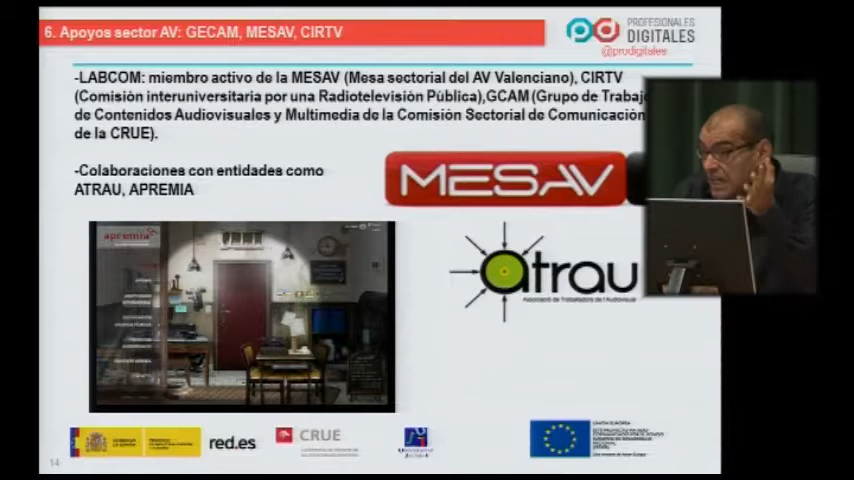 6. Apoyos sector AV: GECAM, MESAV, CIRTV
PROFESIONALES
DIGITALES
@prodigitales
-LABCOM: miembro activo de la MESAV (Mesa sectorial del AV Valenciano), CIRTV
(Comisión interuniversitaria por una Radiotelevisión Pública),GCAM (Grupo de Trabajo
de Contenidos Audiovisuales y Multimedia de la Comisión Sectorial de Comunicación
de la CRUE).
-Colaboraciones con entidades como
ATRAU, APREMIA
MESAV
apremia
atrau
Associació de Treballadors de l'Audiovisual
GOBIERNO
DE ESPAÑA
red.es
CRUE
UNIÓN EUROPEA
14